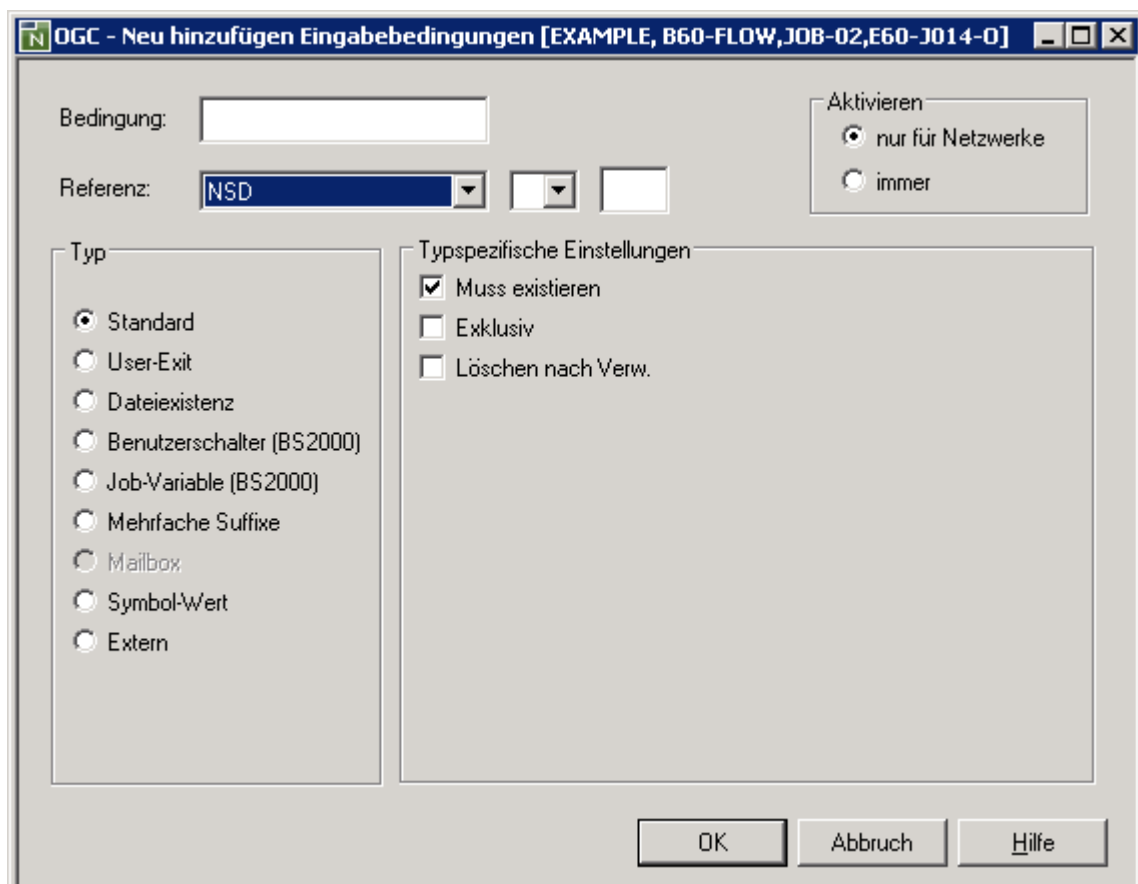 OGC - Neu hinzufügen Eingabebedingungen [EXAMPLE, B60-FLOW,JOB-02,E60-J014-O]
Bedingung:
Referenz: NSD
Aktivieren
nur für Netzwerke
immer
Typ
Standard
User-Exit
Dateiexistenz
Benutzerschalter (BS2000)
Job-Variable (BS2000)
Mehrfache Suffixe
Mailbox
Symbol-Wert
Extern
Typspezifische Einstellungen
Muss existieren
Exklusiv
Löschen nach Verw.
OK Abbruch Hilfe